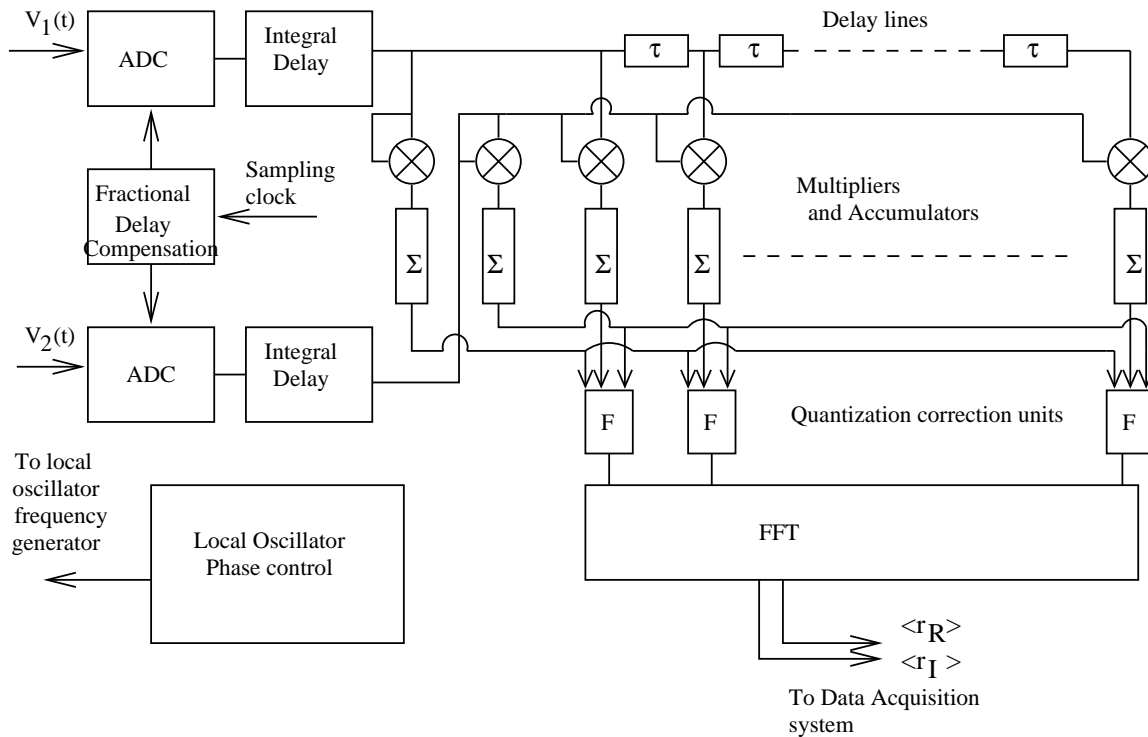 V1(t)
ADC
Integral
Delay
τ
τ
Delay lines
τ
Sampling
clock
Fractional
Delay
Compensation
Multipliers
and Accumulators
Σ
Σ
Σ
Σ
Σ
V2(t)
ADC
Integral
Delay
F
F
Quantization correction units
F
To local
oscillator
frequency
generator
Local Oscillator
Phase control
FFT
<rR>
<rI >
To Data Acquisition
system